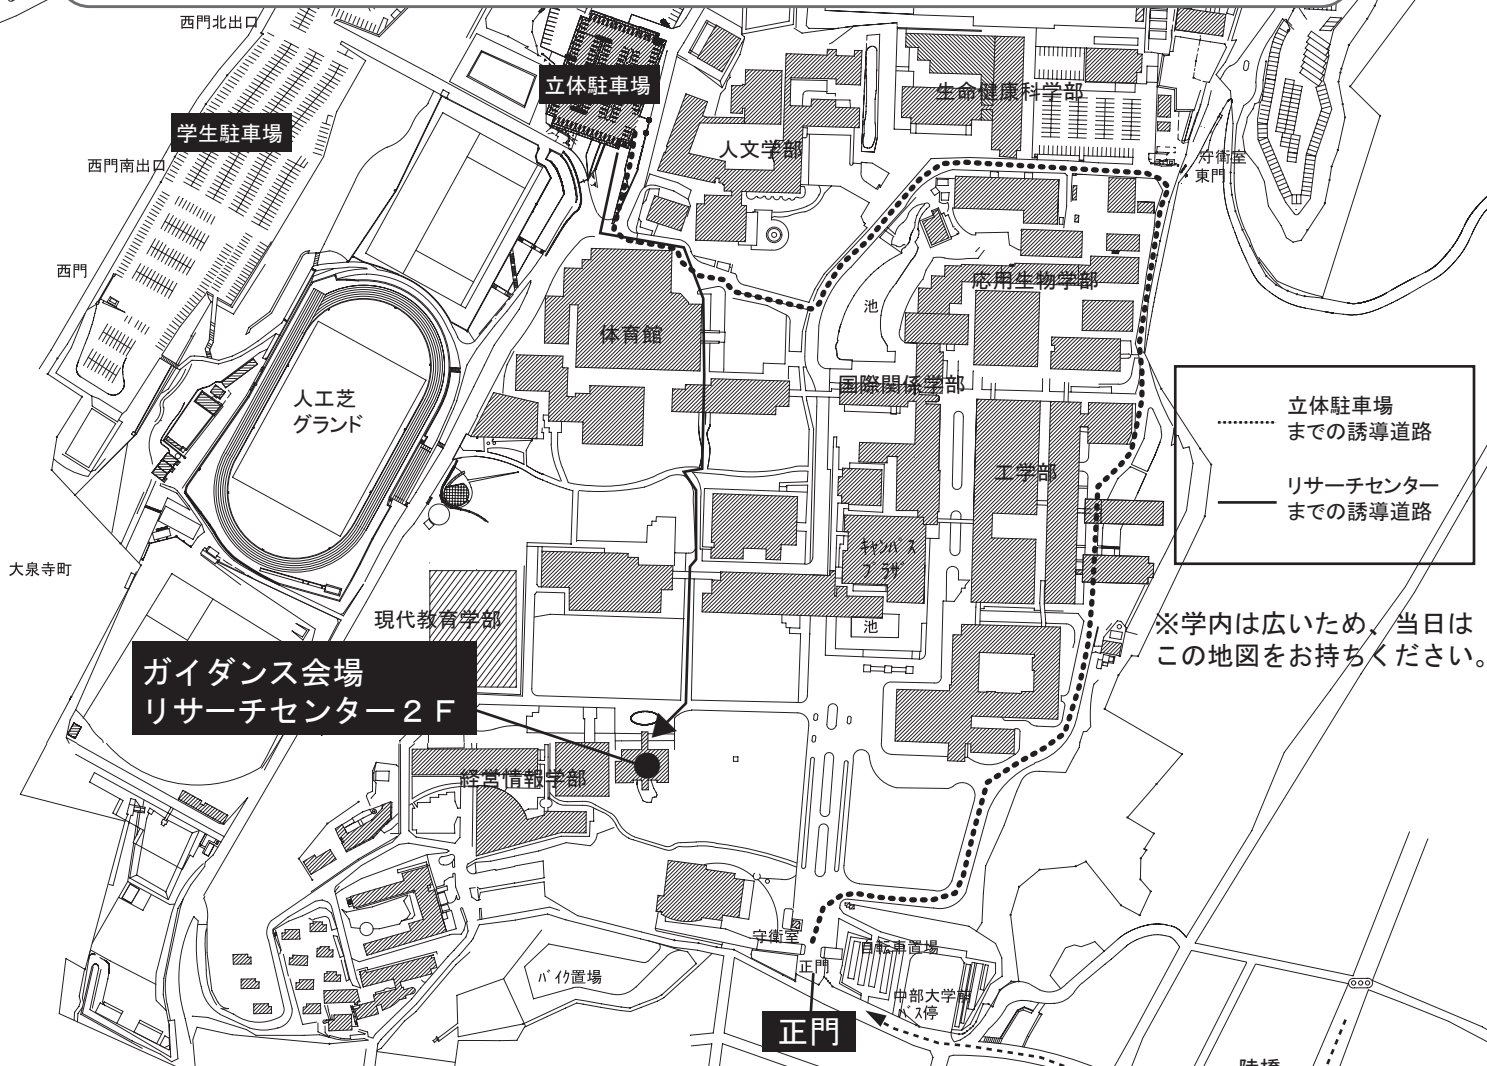 西門北出口
立体駐車場
生命健康科学部
学生駐車場
人文学部
西門南出口
守衛室
東門
西門
応用生物学部
池
体育館
国際関係学部
人工芝
グランド
立体駐車場
までの誘導道路
工学部
リサーチセンター
までの誘導道路
キャンパス
プラザ
大泉寺町
現代教育学部
池
※学内は広いため、当日は
この地図をお持ちください。
ガイダンス会場
リサーチセンター2F
経営情報学部
守衛室
自転車置場
正門
バイク置場
中部大学前
バス停
正門